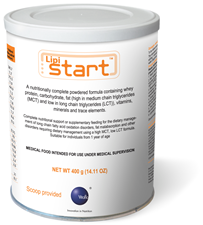 Lipi
Start™
A nutritionally complete powdered formula containing whey
protein, carbohydrate, fat (high in medium chain triglycerides
(MCT) and low in long chain triglycerides (LCT)), vitamins,
minerals and trace elements.
Complete nutritional support or supplementary feeding for the dietary manage-
ment of long chain fatty acid oxidation disorders, fat malabsorption and other
disorders requiring dietary management using a high MCT, low LCT formula.
Suitable for individuals from 1 year of age
MEDICAL FOOD INTENDED FOR USE UNDER MEDICAL SUPERVISION
NET WT 400 g (14.11 OZ)
Scoop provided
Vitaflo